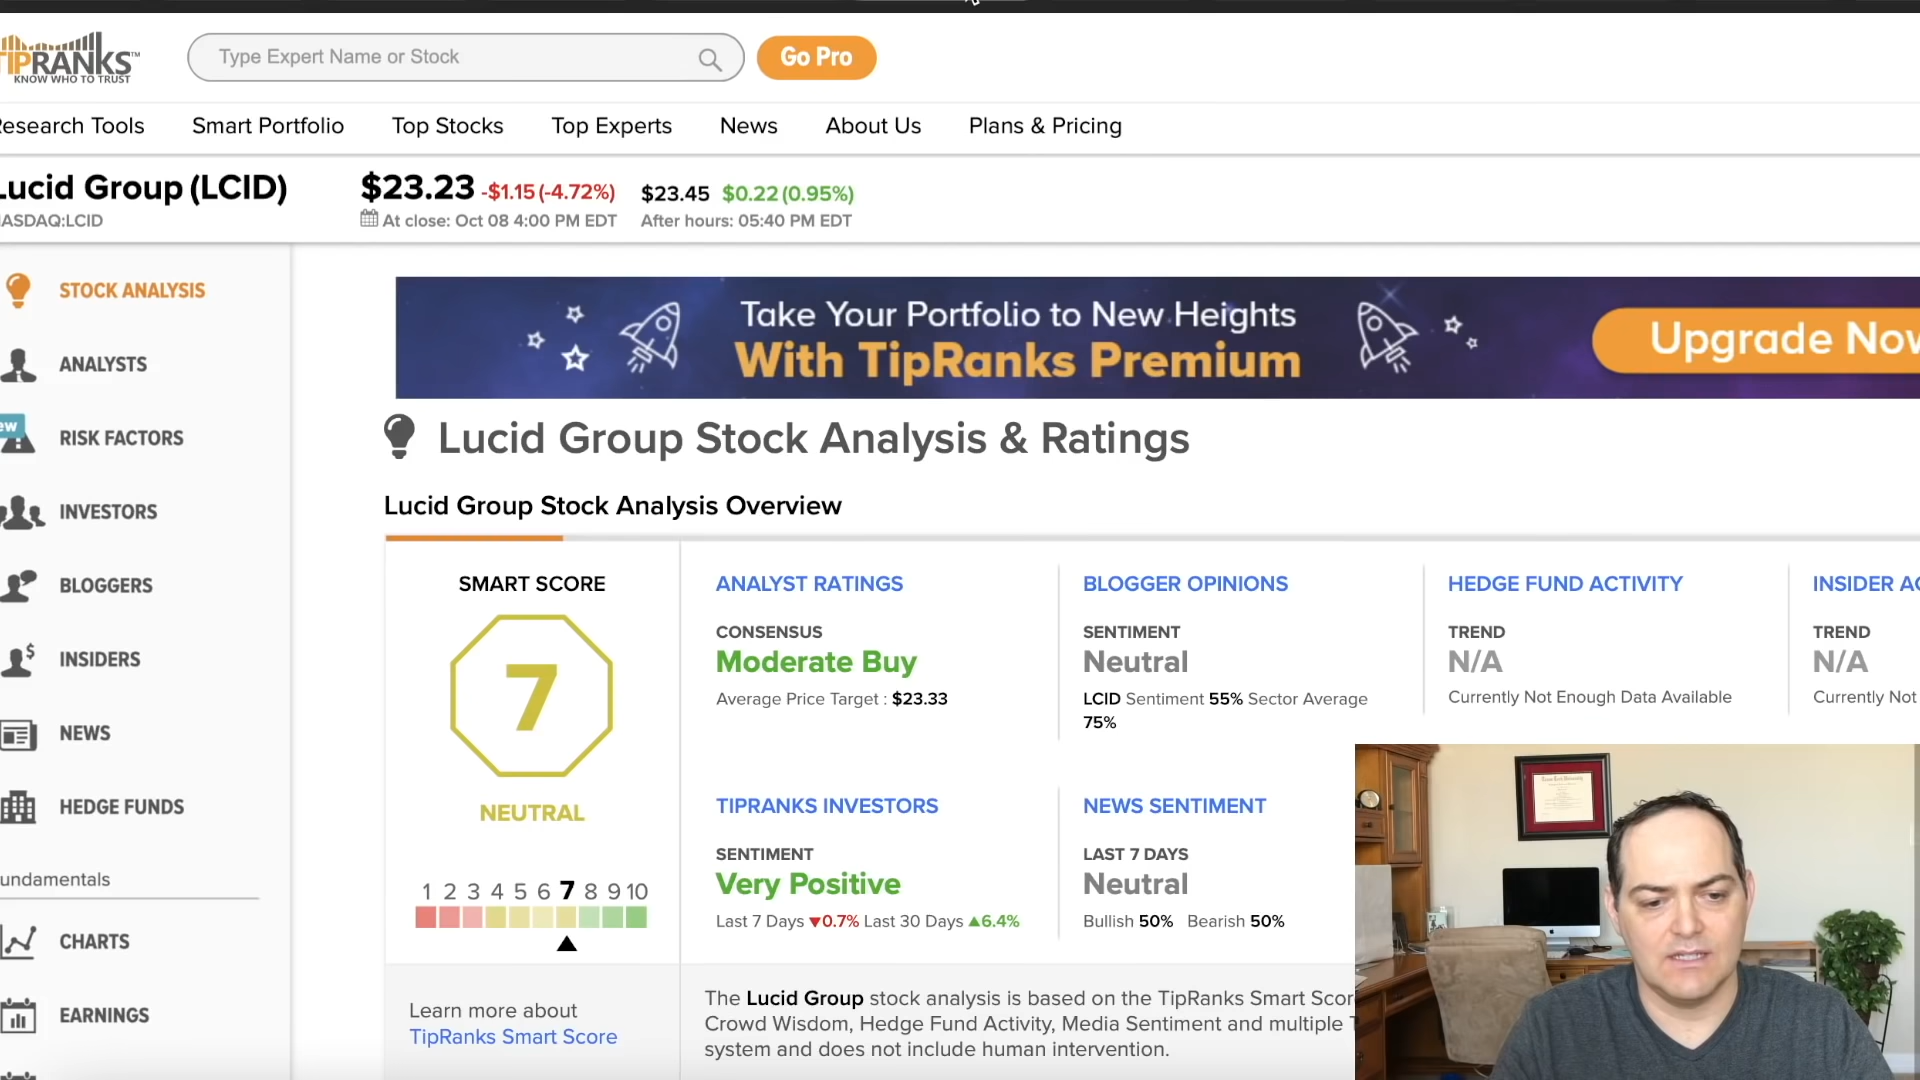 TIPRANKS™
KNOW WHO TO TRUST
Type Expert Name or Stock
Go Pro
Research Tools
Smart Portfolio
Top Stocks
Top Experts
News
About Us
Plans & Pricing
Lucid Group (LCID)
NASDAQ:LCID
$23.23 -$1.15 (-4.72%)
At close: Oct 08 4:00 PM EDT
$23.45 $0.22 (0.95%)
After hours: 05:40 PM EDT
STOCK ANALYSIS
ANALYSTS
ew
RISK FACTORS
INVESTORS
BLOGGERS
INSIDERS
NEWS
HEDGE FUNDS
undamentals
CHARTS
EARNINGS
Take Your Portfolio to New Heights
With TipRanks Premium
Upgrade Now
Lucid Group Stock Analysis & Ratings
Lucid Group Stock Analysis Overview
SMART SCORE
7
NEUTRAL
1 2 3 4 5 6 7 8 9 10
Learn more about
TipRanks Smart Score
ANALYST RATINGS
CONSENSUS
Moderate Buy
Average Price Target : $23.33
BLOGGER OPINIONS
SENTIMENT
Neutral
LCID Sentiment 55% Sector Average
75%
HEDGE FUND ACTIVITY
TREND
N/A
Currently Not Enough Data Available
INSIDER AC
TREND
N/A
Currently Not
TIPRANKS INVESTORS
SENTIMENT
Very Positive
Last 7 Days ▼0.7% Last 30 Days ▲6.4%
NEWS SENTIMENT
LAST 7 DAYS
Neutral
Bullish 50% Bearish 50%
The Lucid Group stock analysis is based on the TipRanks Smart Scor
Crowd Wisdom, Hedge Fund Activity, Media Sentiment and multiple T
system and does not include human intervention.